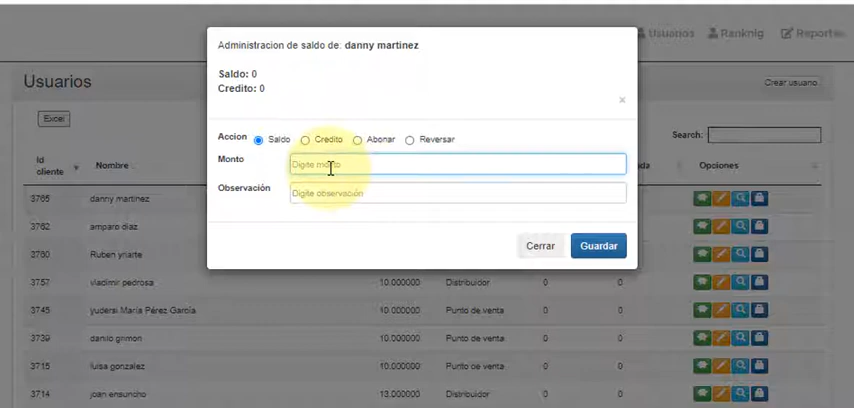 Usuarios Ranknig Reportes
Administracion de saldo de: danny martinez
Saldo: 0
Credito: 0
×
Usuarios
Crear usuario
Excel
Accion Saldo Credito Abonar Reversar
Search:
Monto Digite monto
Id cliente Nombre Opciones
Observación Digite observación
3765 danny martinez
3762 amparo diaz
Cerrar Guardar
3760 Ruben yriarte
3757 vladimir pedrosa 10.000000 Distribuidor 0 0
3745 yuderai María Pérez García 10.000000 Punto de venta 0 0
3739 danilo grimon 10.000000 Punto de venta 0 0
3715 luisa gonzalez 10.000000 Punto de venta 0 0
3714 joan ensuncho 13.000000 Distribuidor 0 0